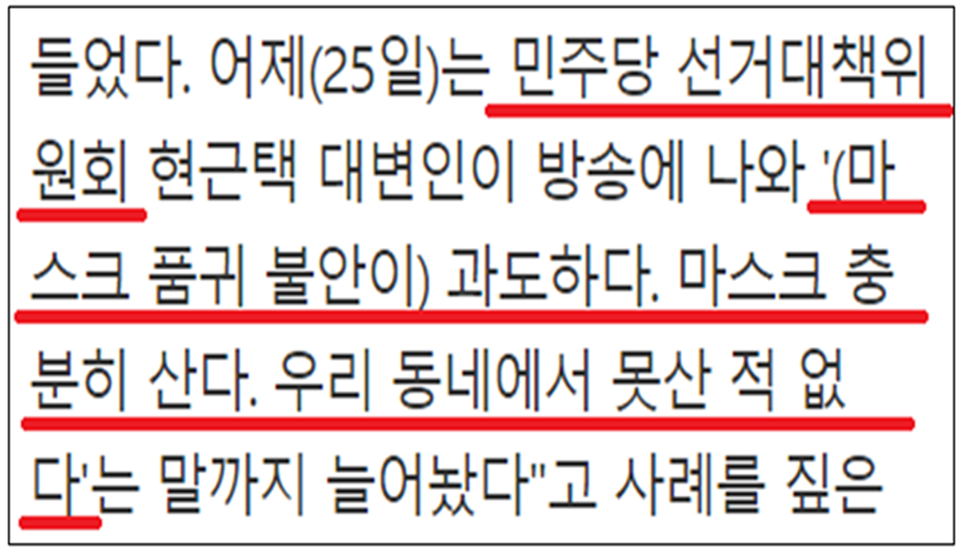 들었다. 어제(25일)는 민주당 선거대책위
원회 현근택 대변인이 방송에 나와 '(마
스크 품귀 불안이) 과도하다. 마스크 충
분히 산다. 우리 동네에서 못산 적 없
다'는 말까지 늘어놨다"고 사례를 짚은